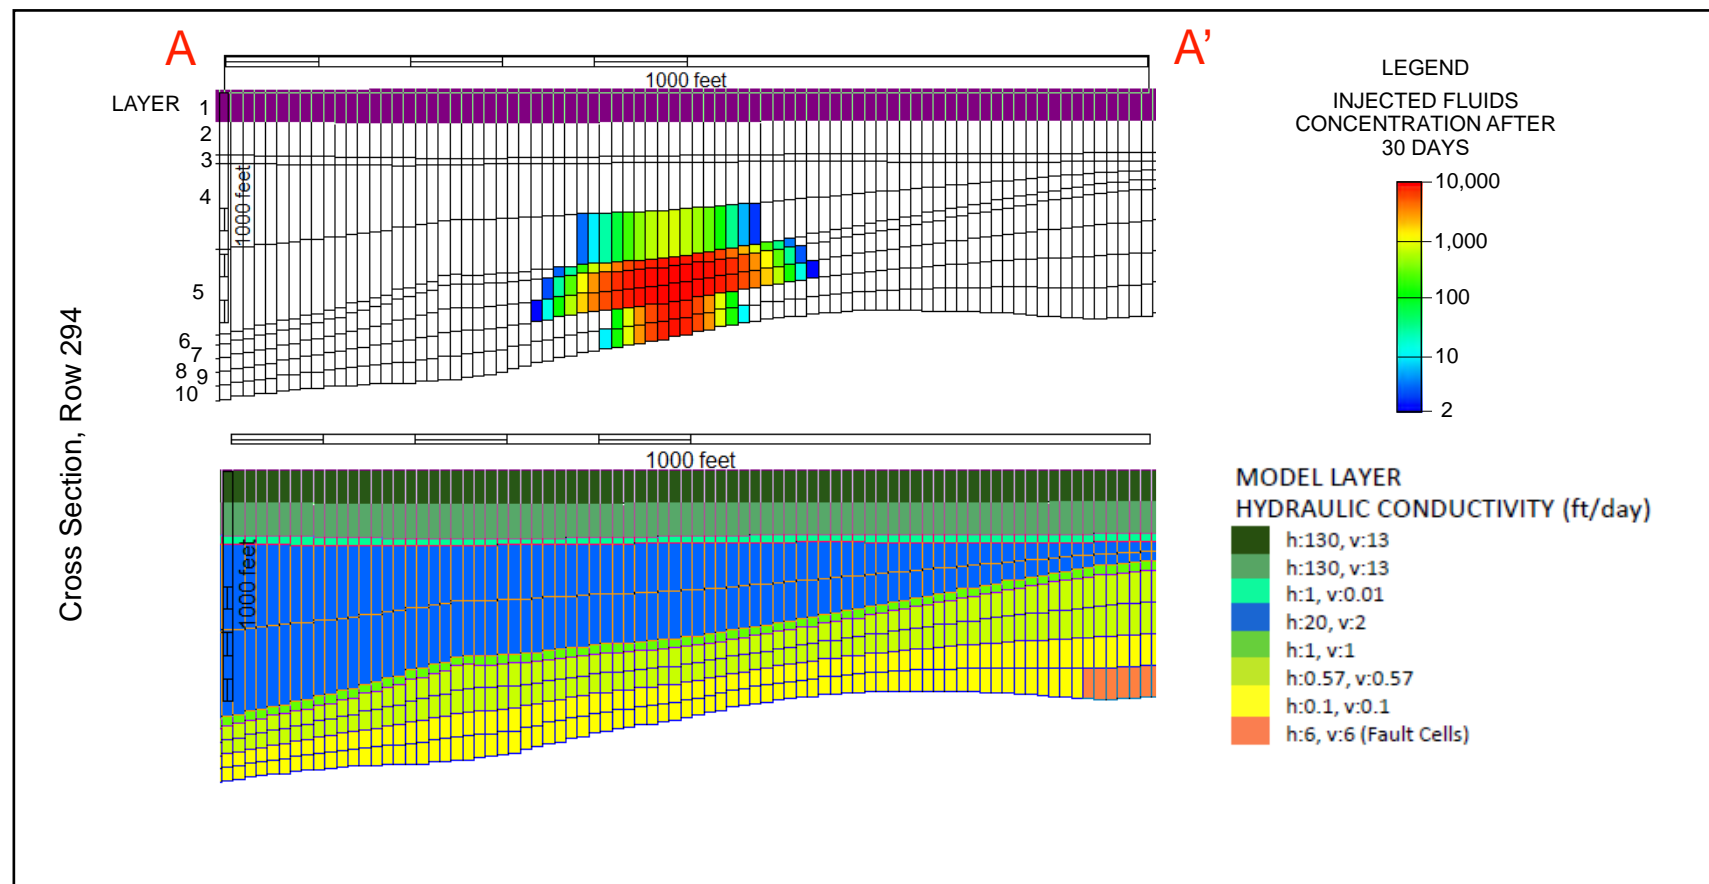 A
A’
1000 feet
LAYER
1
2
3
4
5
6
7
8
9
10
1000 feet
LEGEND
INJECTED FLUIDS
CONCENTRATION AFTER
30 DAYS
10,000
1,000
100
10
2
Cross Section, Row 294
1000 feet
1000 feet
MODEL LAYER
HYDRAULIC CONDUCTIVITY (ft/day)
h:130, v:13
h:130, v:13
h:1, v:0.01
h:20, v:2
h:1, v:1
h:0.57, v:0.57
h:0.1, v:0.1
h:6, v:6 (Fault Cells)